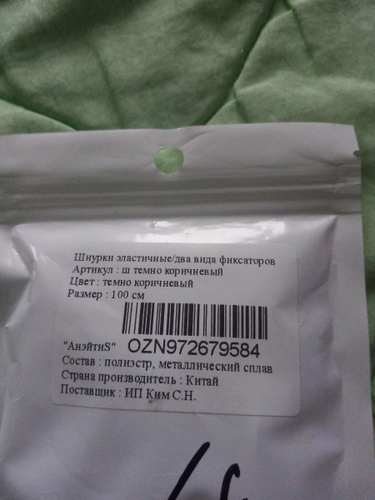 Шнурки эластичные/два вида фиксаторов
Артикул : ш темно коричневый
Цвет : темно коричневый
Размер : 100 см
"АнэйтиS" OZN972679584
Состав : полиэстр, металлический сплав
Страна производитель : Китай
Поставщик : ИП Ким С.Н.